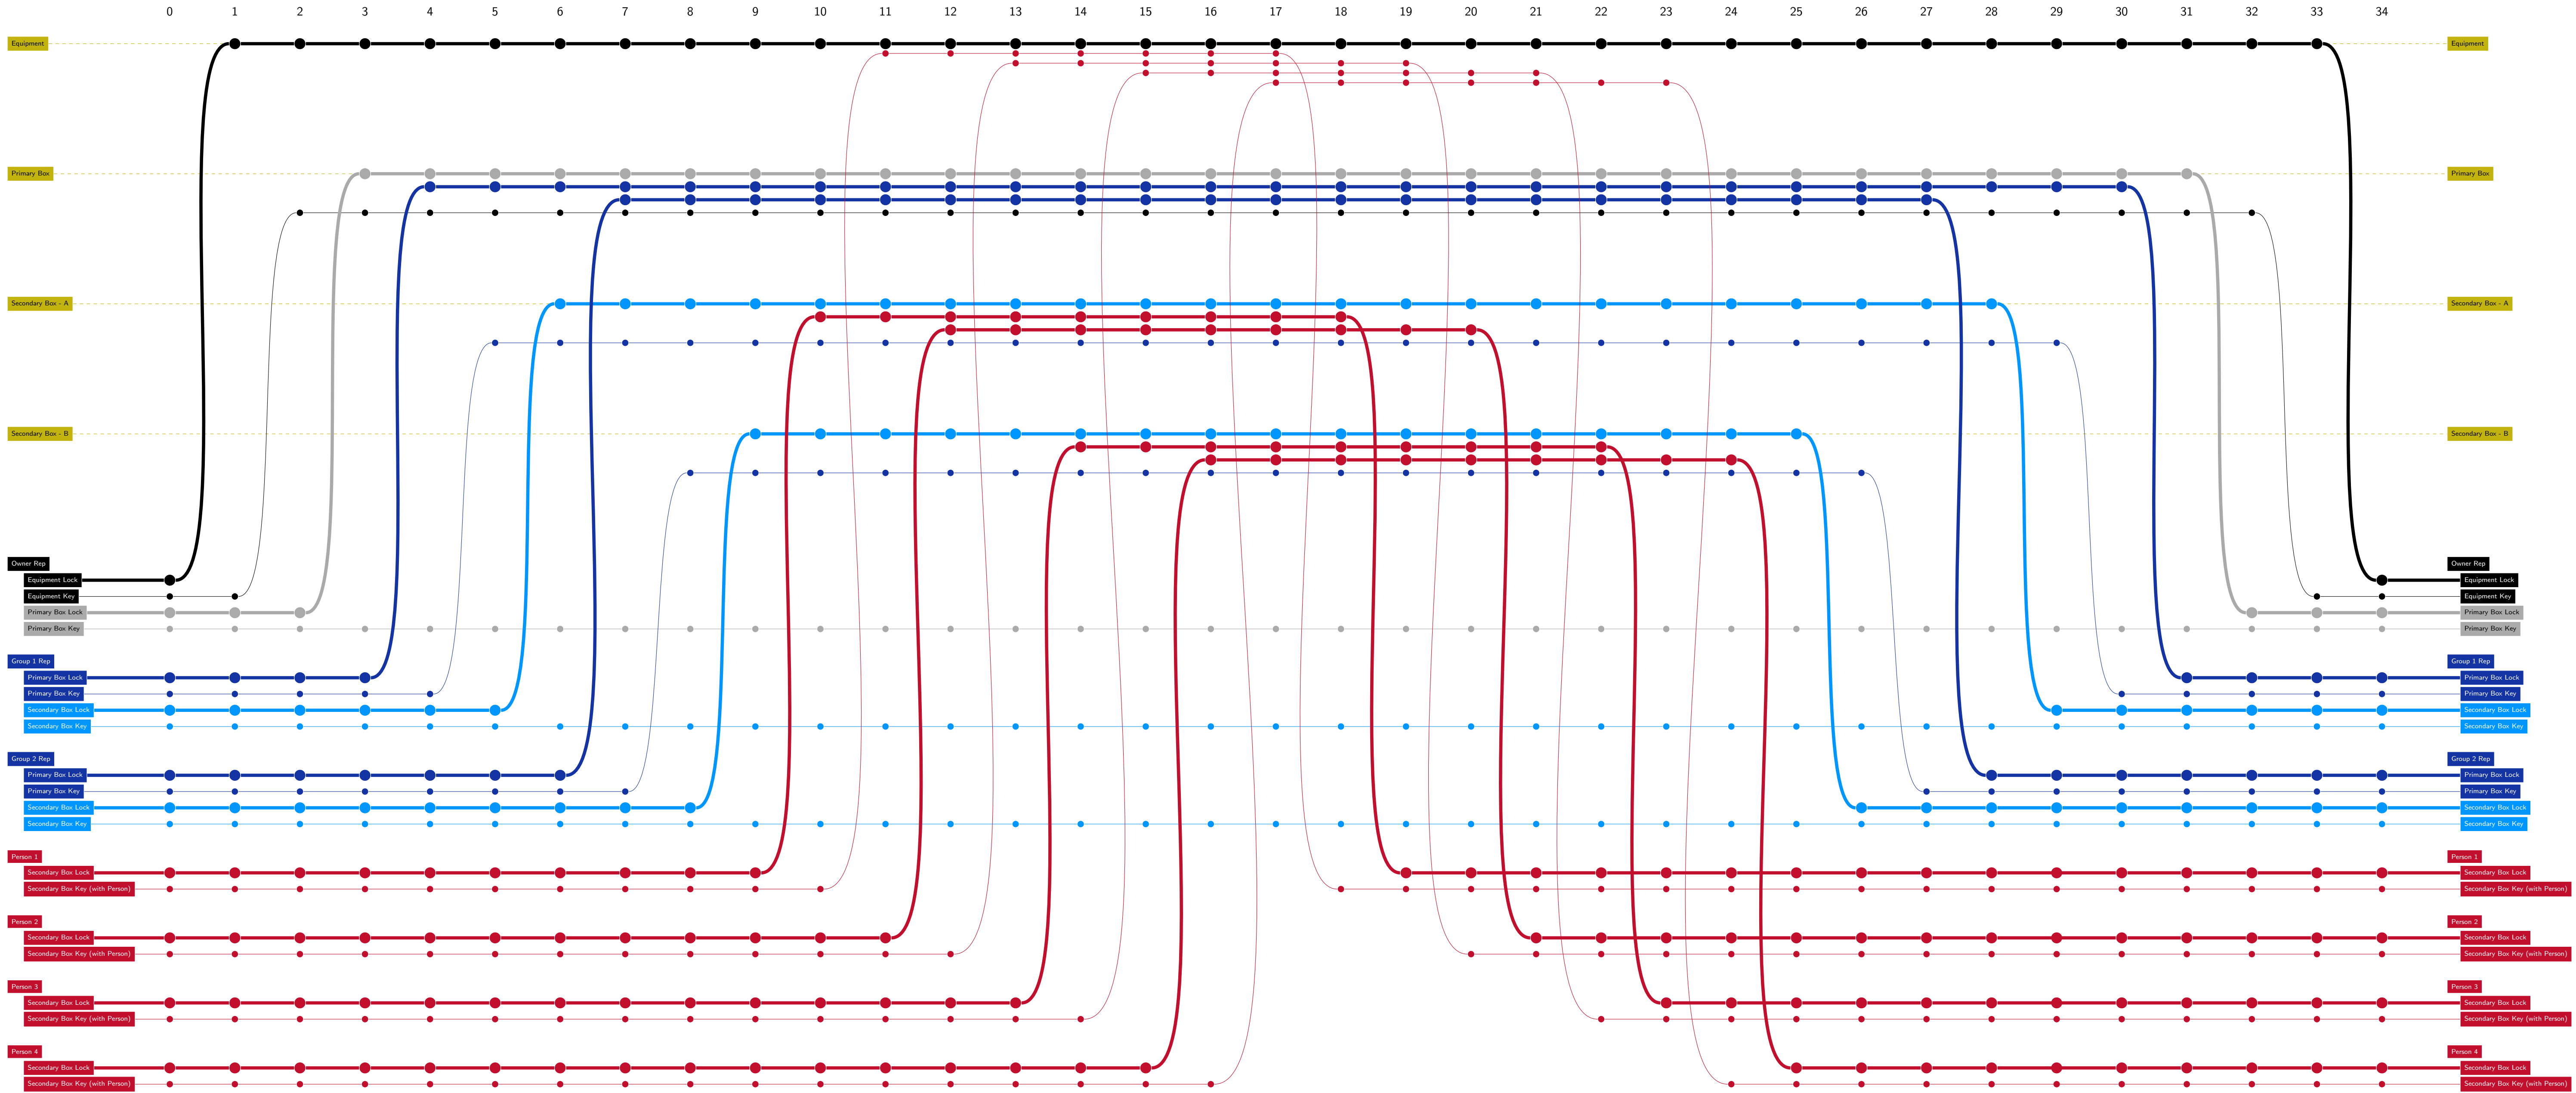 0 1 2 3 4 5 6 7 8 9 10 11 12 13 14 15 16 17 18 19 20 21 22 23 24 25 26 27 28 29 30 31 32 33 34
Equipment Equipment
Primary Box Primary Box
Secondary Box - A Secondary Box - A
Secondary Box - B Secondary Box - B
Owner Rep Owner Rep
Equipment Lock Equipment Lock
Equipment Key Equipment Key
Primary Box Lock Primary Box Lock
Primary Box Key Primary Box Key
Group 1 Rep Group 1 Rep
Primary Box Lock Primary Box Lock
Primary Box Key Primary Box Key
Secondary Box Lock Secondary Box Lock
Secondary Box Key Secondary Box Key
Group 2 Rep Group 2 Rep
Primary Box Lock Primary Box Lock
Primary Box Key Primary Box Key
Secondary Box Lock Secondary Box Lock
Secondary Box Key Secondary Box Key
Person 1 Person 1
Secondary Box Lock Secondary Box Lock
Secondary Box Key (with Person) Secondary Box Key (with Person)
Person 2 Person 2
Secondary Box Lock Secondary Box Lock
Secondary Box Key (with Person) Secondary Box Key (with Person)
Person 3 Person 3
Secondary Box Lock Secondary Box Lock
Secondary Box Key (with Person) Secondary Box Key (with Person)
Person 4 Person 4
Secondary Box Lock Secondary Box Lock
Secondary Box Key (with Person) Secondary Box Key (with Person)